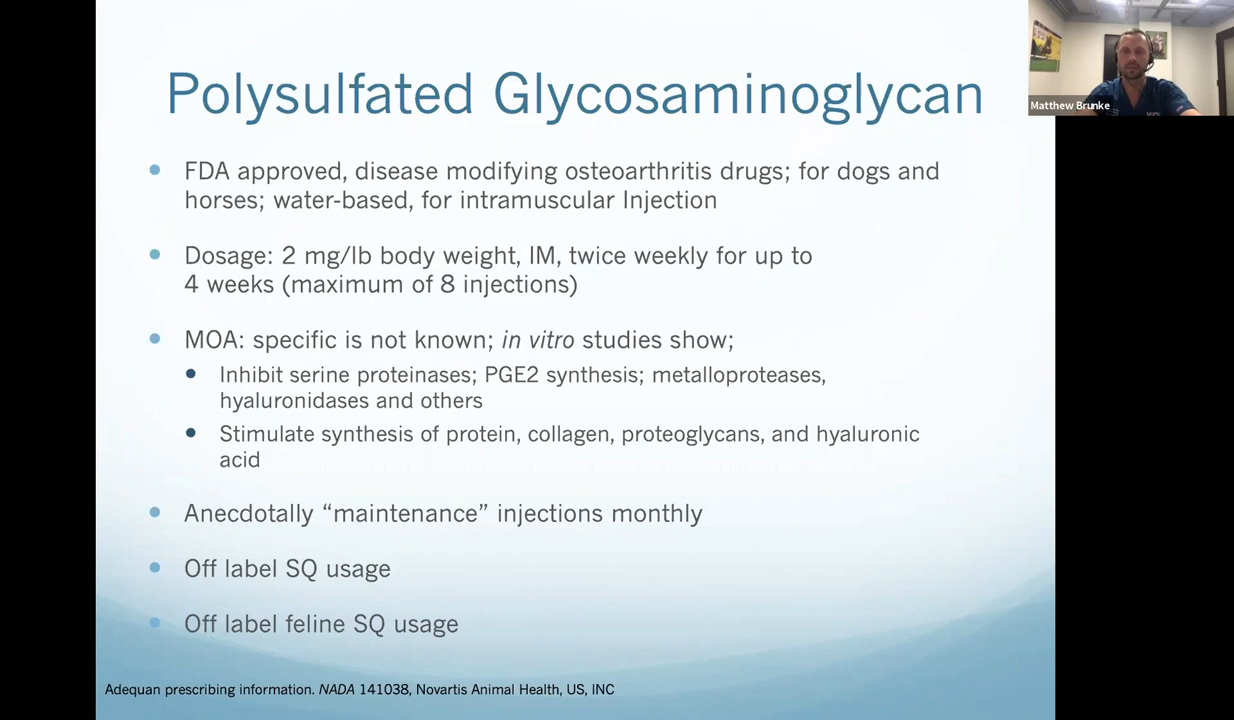 Polysulfated Glycosaminoglycan
Matthew Brunke
• FDA approved, disease modifying osteoarthritis drugs; for dogs and
horses; water-based, for intramuscular Injection
• Dosage: 2 mg/lb body weight, IM, twice weekly for up to
4 weeks (maximum of 8 injections)
• MOA: specific is not known; in vitro studies show;
• Inhibit serine proteinases; PGE2 synthesis; metalloproteases,
hyaluronidases and others
• Stimulate synthesis of protein, collagen, proteoglycans, and hyaluronic
acid
• Anecdotally “maintenance” injections monthly
• Off label SQ usage
• Off label feline SQ usage
Adequan prescribing information. NADA 141038, Novartis Animal Health, US, INC